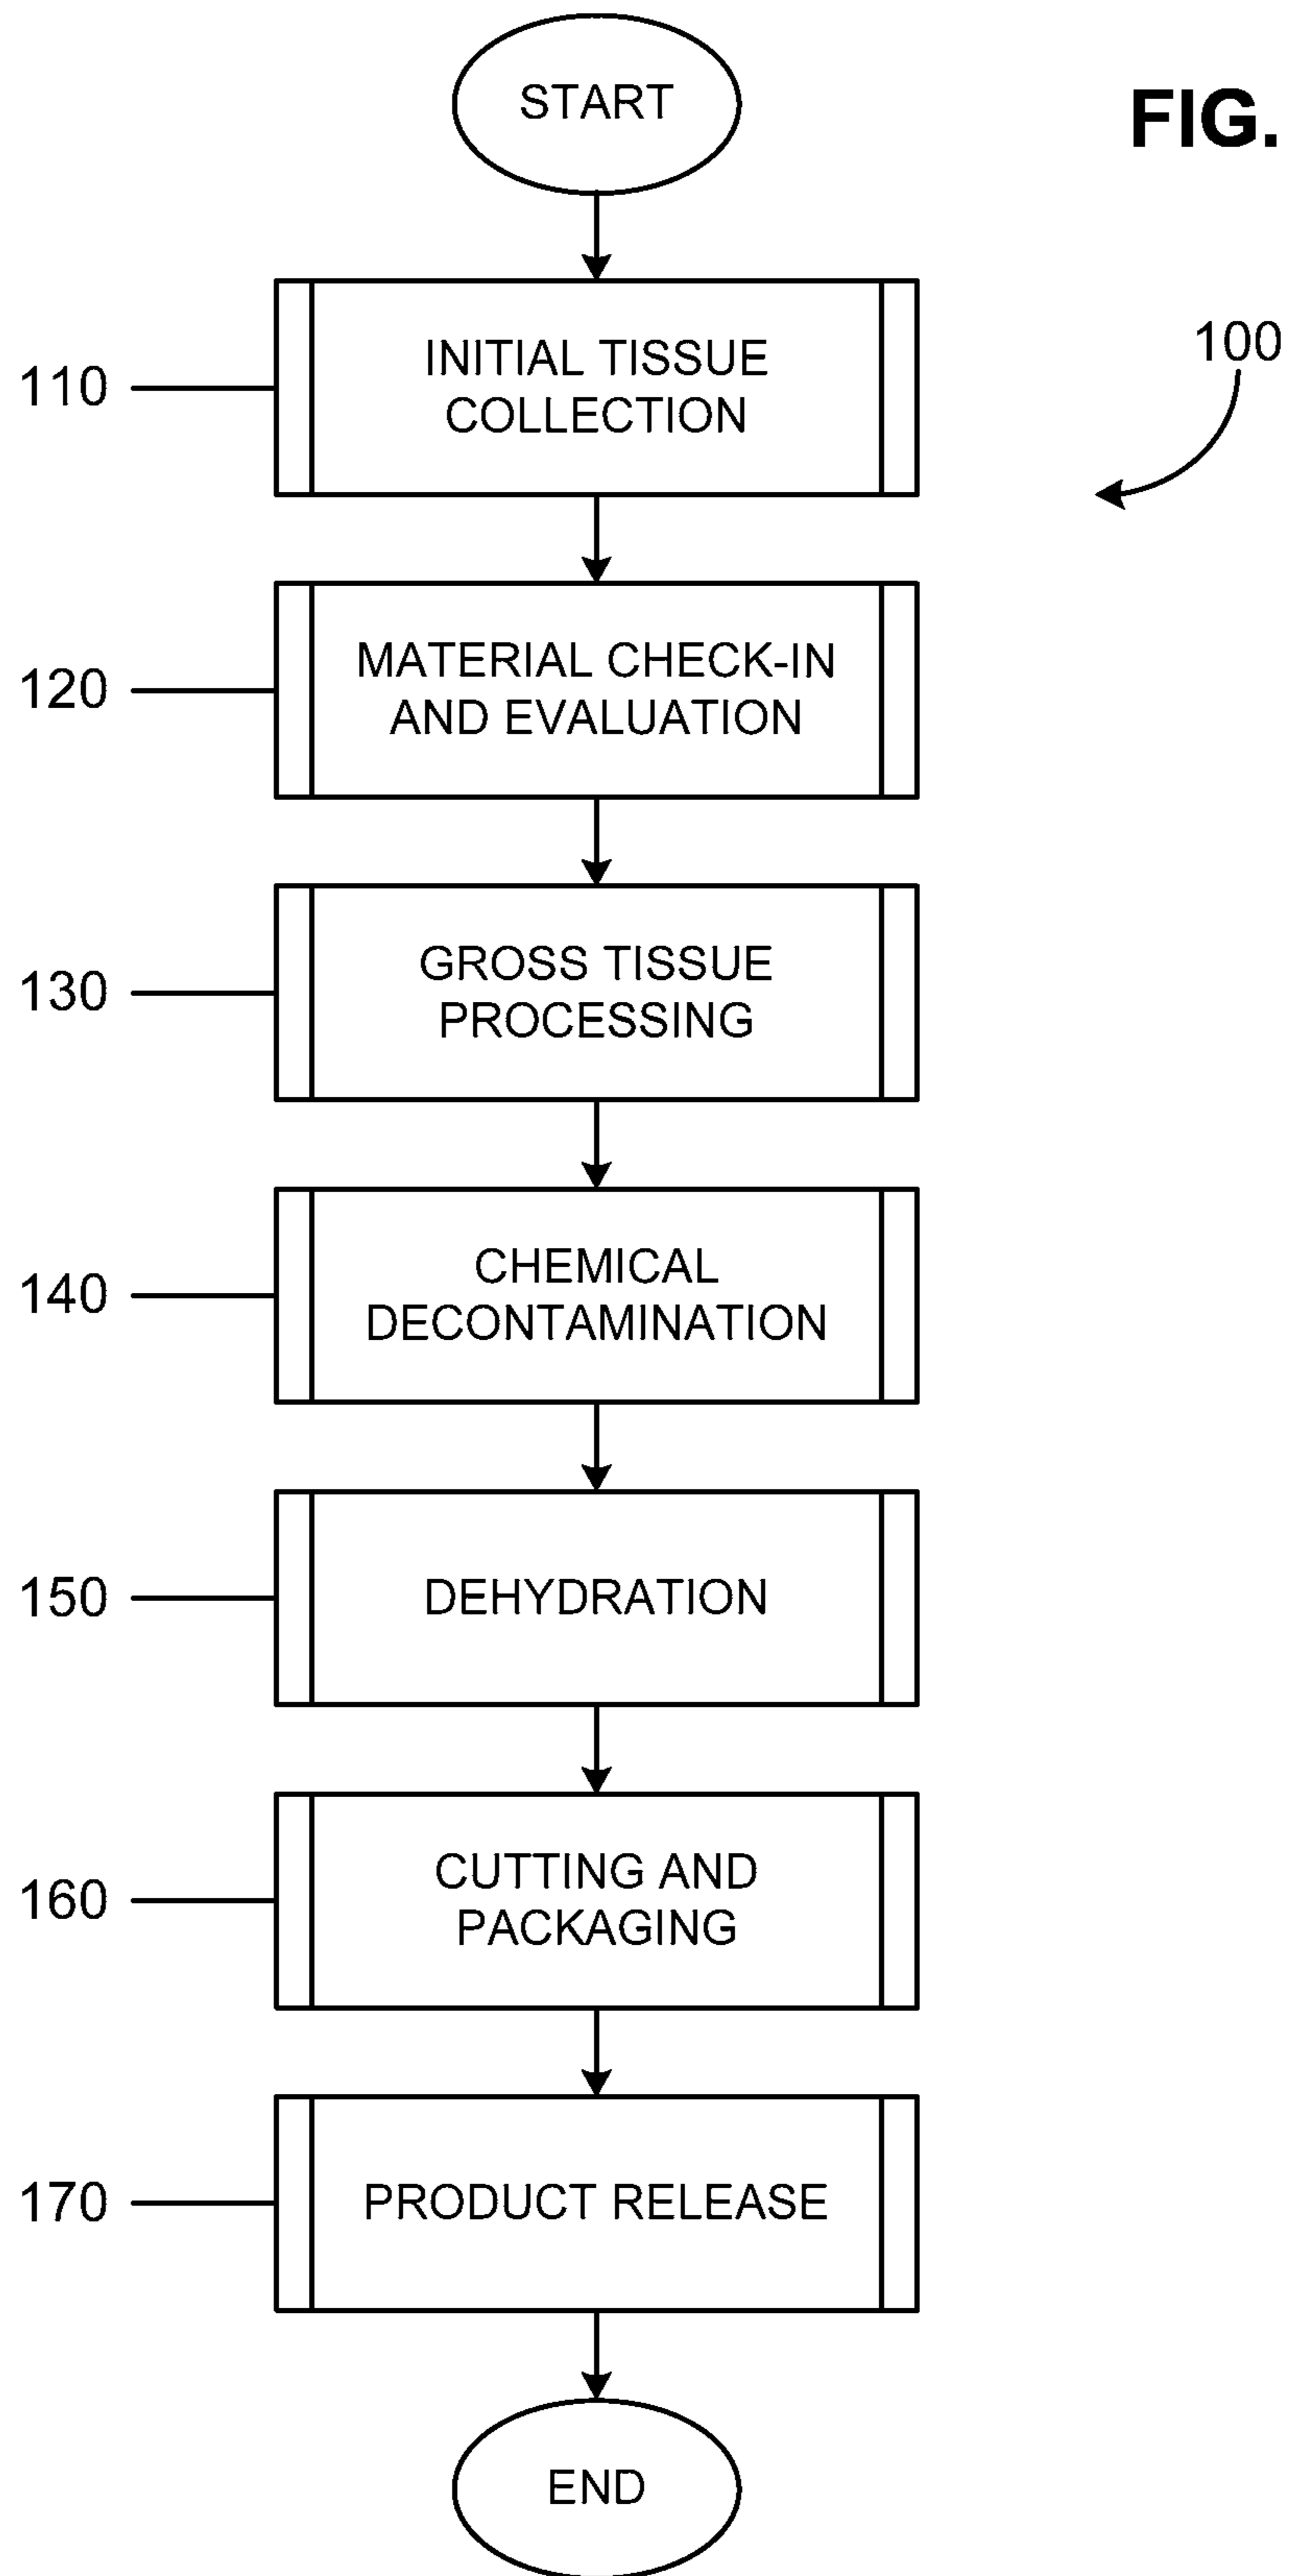 START
FIG.
110
INITIAL TISSUE
COLLECTION
100
120
MATERIAL CHECK-IN
AND EVALUATION
130
GROSS TISSUE
PROCESSING
140
CHEMICAL
DECONTAMINATION
150
DEHYDRATION
160
CUTTING AND
PACKAGING
170
PRODUCT RELEASE
END